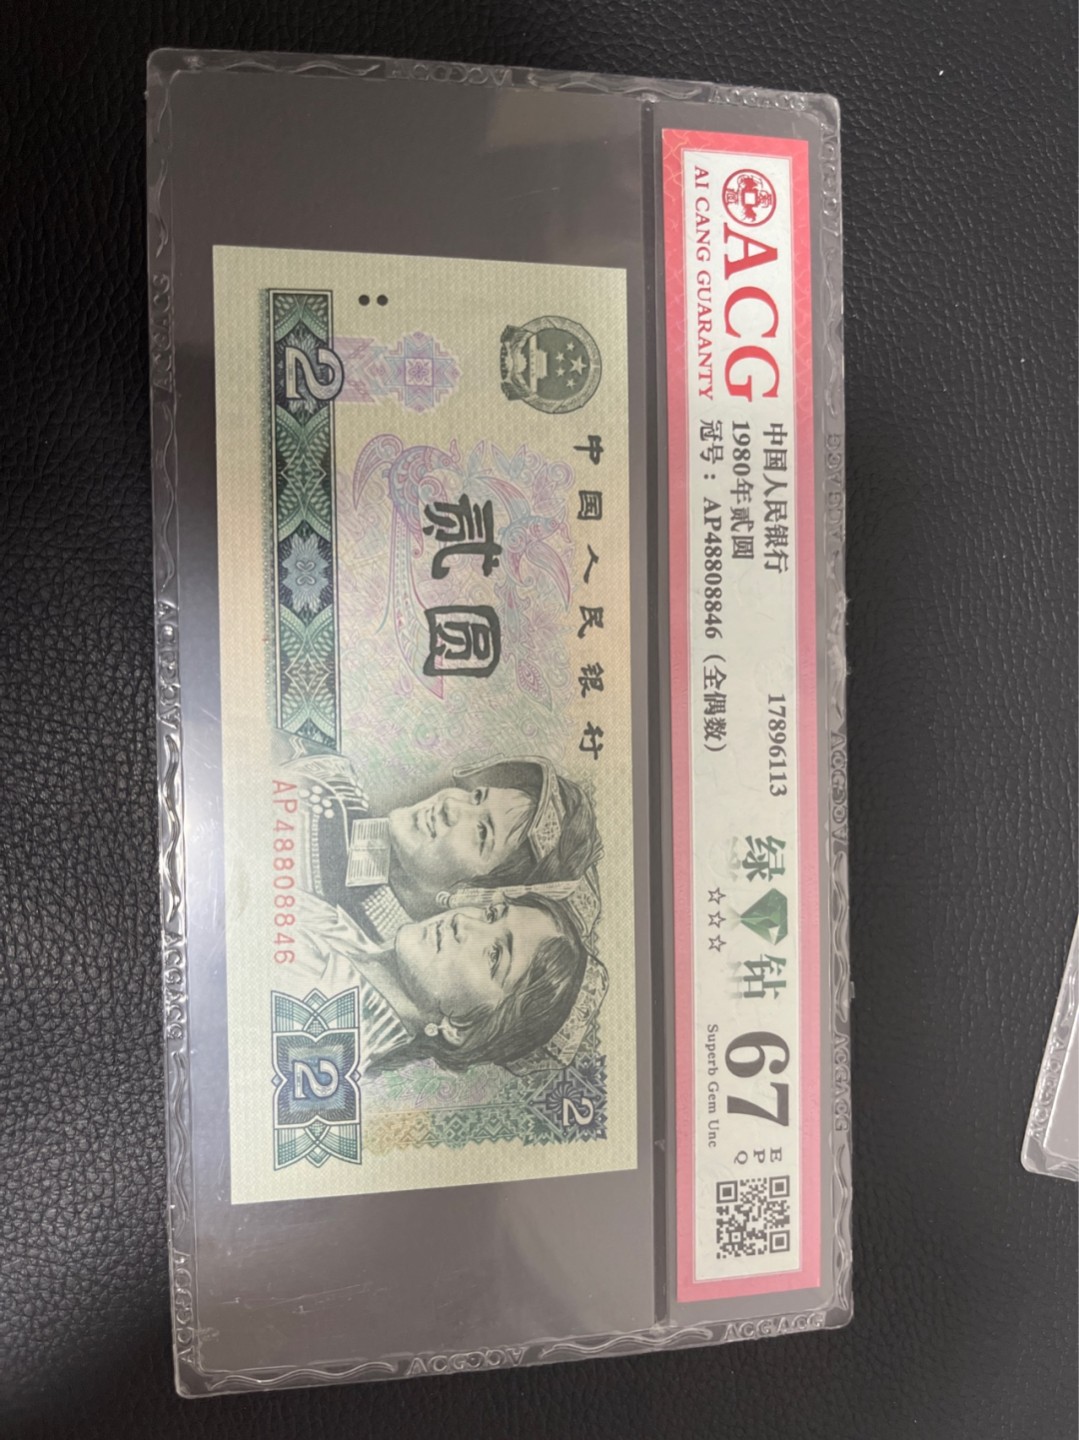 ACG
AI CANG GUARANTY
中国人民银行
1980年贰圆
冠号：AP48808846（全偶数）
17896113
绿钻
☆☆☆
67
EPQ
Superb Gem Unc
中国人民银行
贰圆
2
AP48808846
2
2
ACGACG
ACGACG